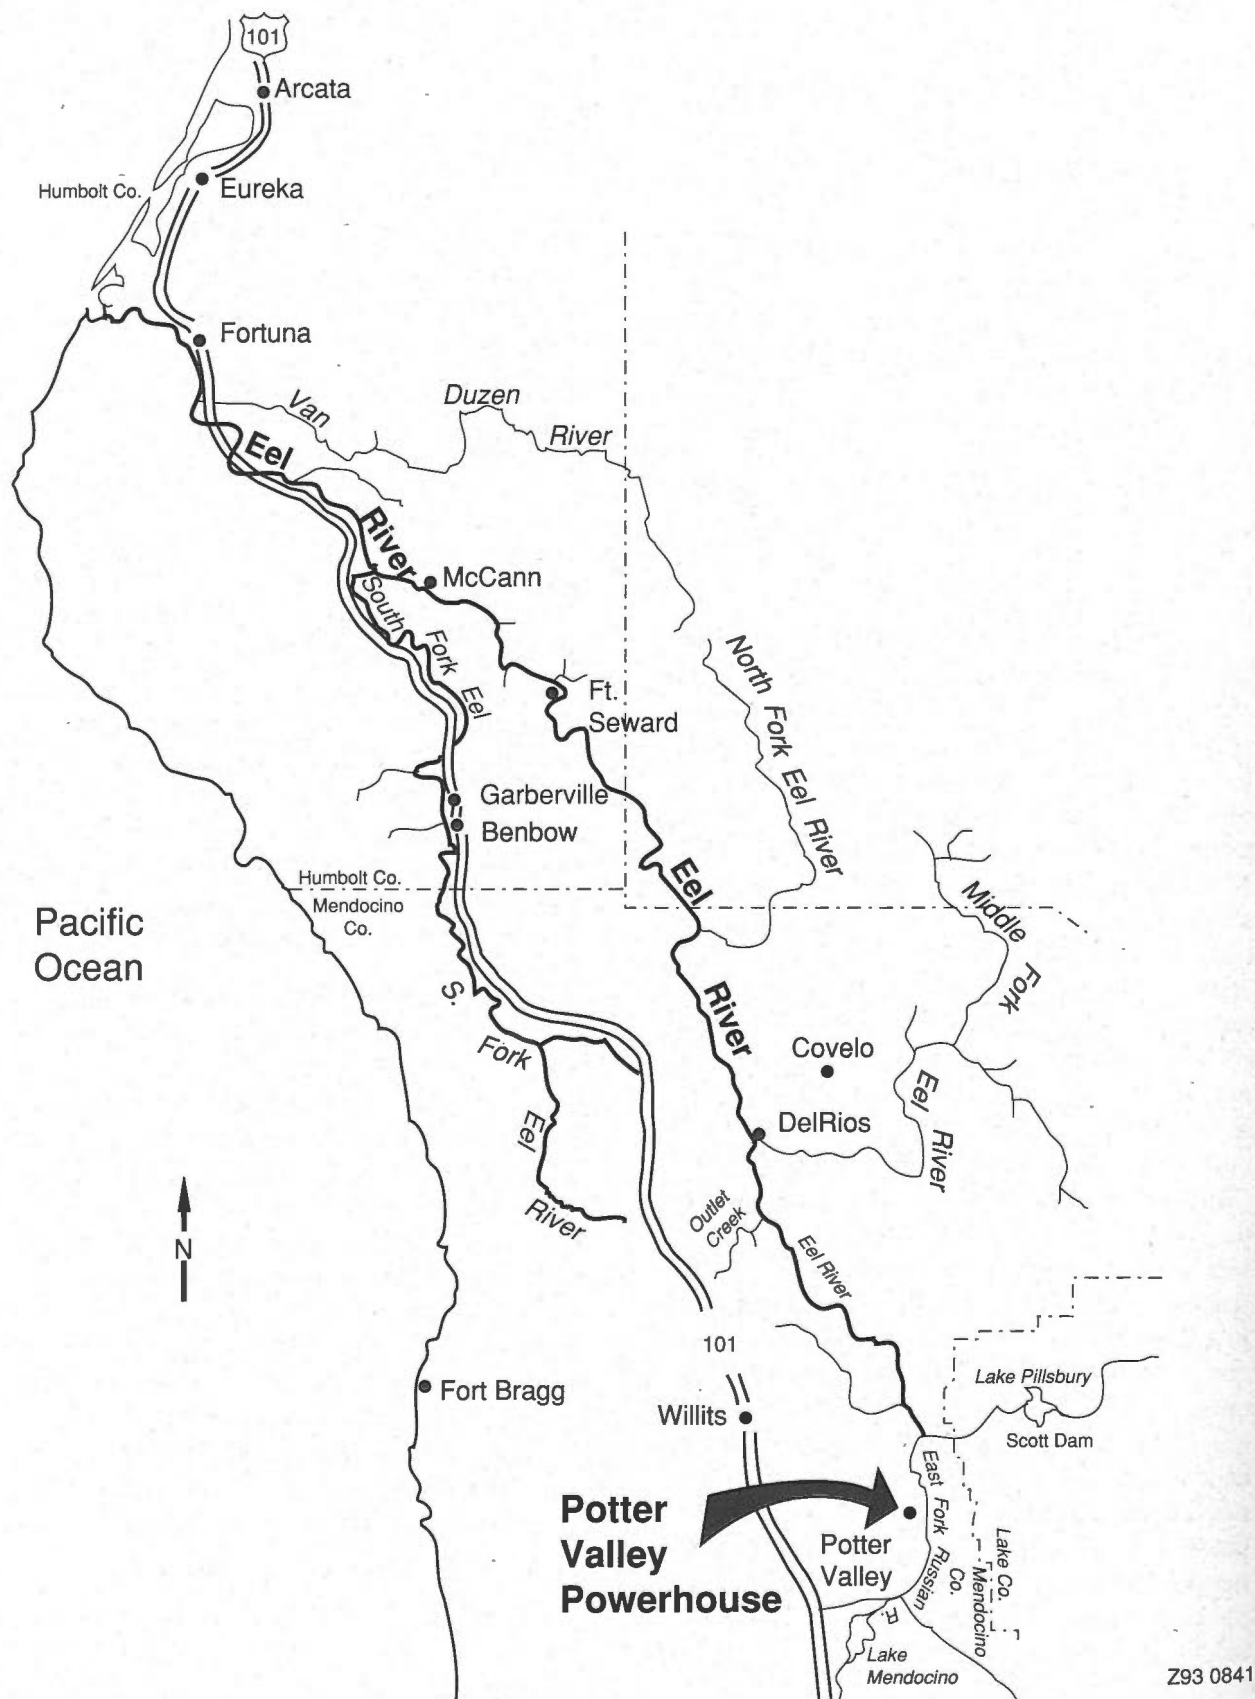 101
Arcata
Humbolt Co.
Eureka
Fortuna
Van
Duzen
River
Eel
River
McCann
South
Fork
Eel
Ft.
Seward
North Fork Eel River
Garberville
Benbow
Humbolt Co.
Mendocino
Co.
Eel
River
Middle
Fork
Eel
River
Pacific
Ocean
S.
Fork
Eel
River
Covelo
DelRios
Outlet
Creek
Eel River
N
101
Lake Pillsbury
Scott Dam
Fort Bragg
Willits
East Fork Russian
R.
Potter
Valley
Powerhouse
Potter
Valley
Lake Co.
Mendocino
Co.
Lake
Mendocino
Z93 0841